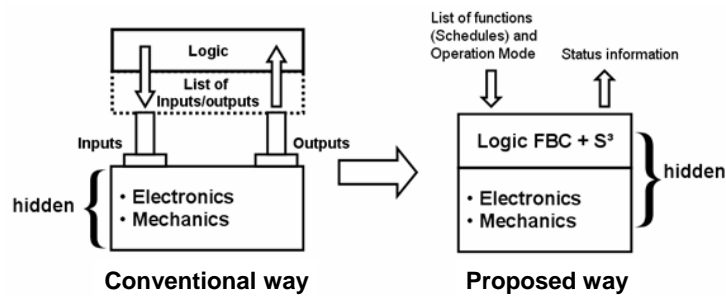 Logic
List of
Inputs/outputs
Inputs
Outputs
hidden
• Electronics
• Mechanics
Conventional way
List of functions
(Schedules) and
Operation Mode
Status information
Logic FBC + S³
• Electronics
• Mechanics
hidden
Proposed way